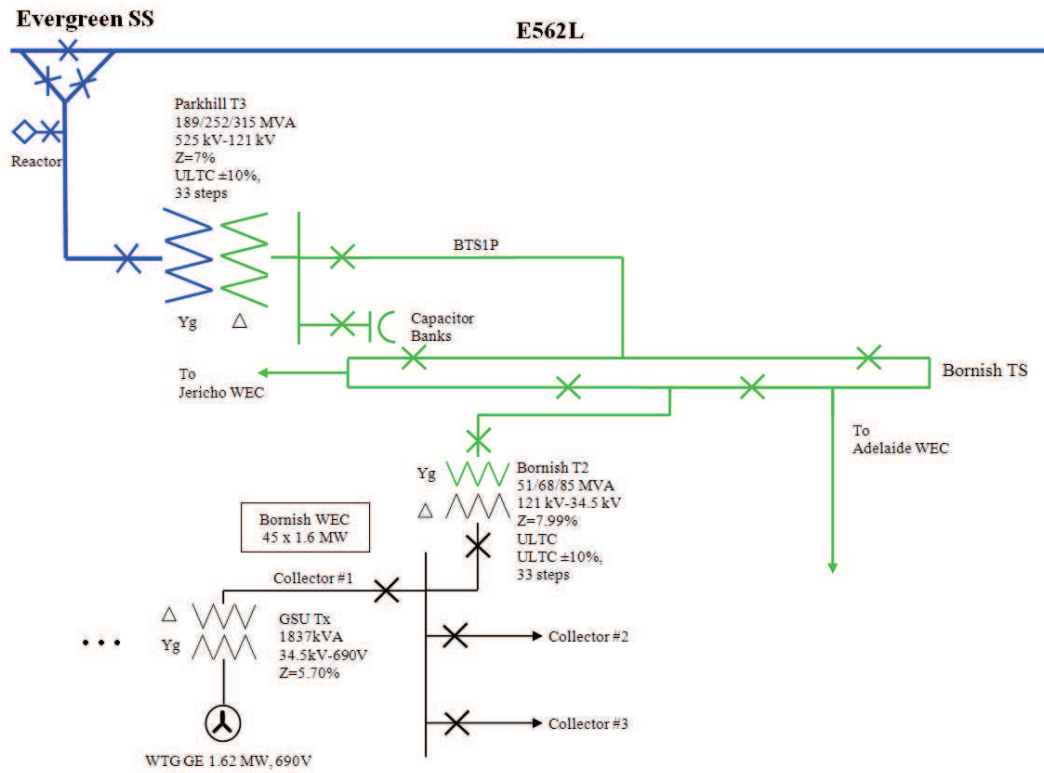 Evergreen SS
E562L
Parkhill T3
189/252/315 MVA
525 kV-121 kV
Z=7%
ULTC ±10%,
33 steps
Reactor
BTS1P
Yg
△
Capacitor
Banks
To
Jericho WEC
Bornish TS
To
Adelaide WEC
Yg
△
Bornish T2
51/68/85 MVA
121 kV-34.5 kV
Z=7.99%
ULTC
ULTC ±10%,
33 steps
Bornish WEC
45 x 1.6 MW
Collector #1
△
Yg
GSU Tx
1837kVA
34.5kV-690V
Z=5.70%
• • •
Collector #2
Collector #3
WTG GE 1.62 MW, 690V